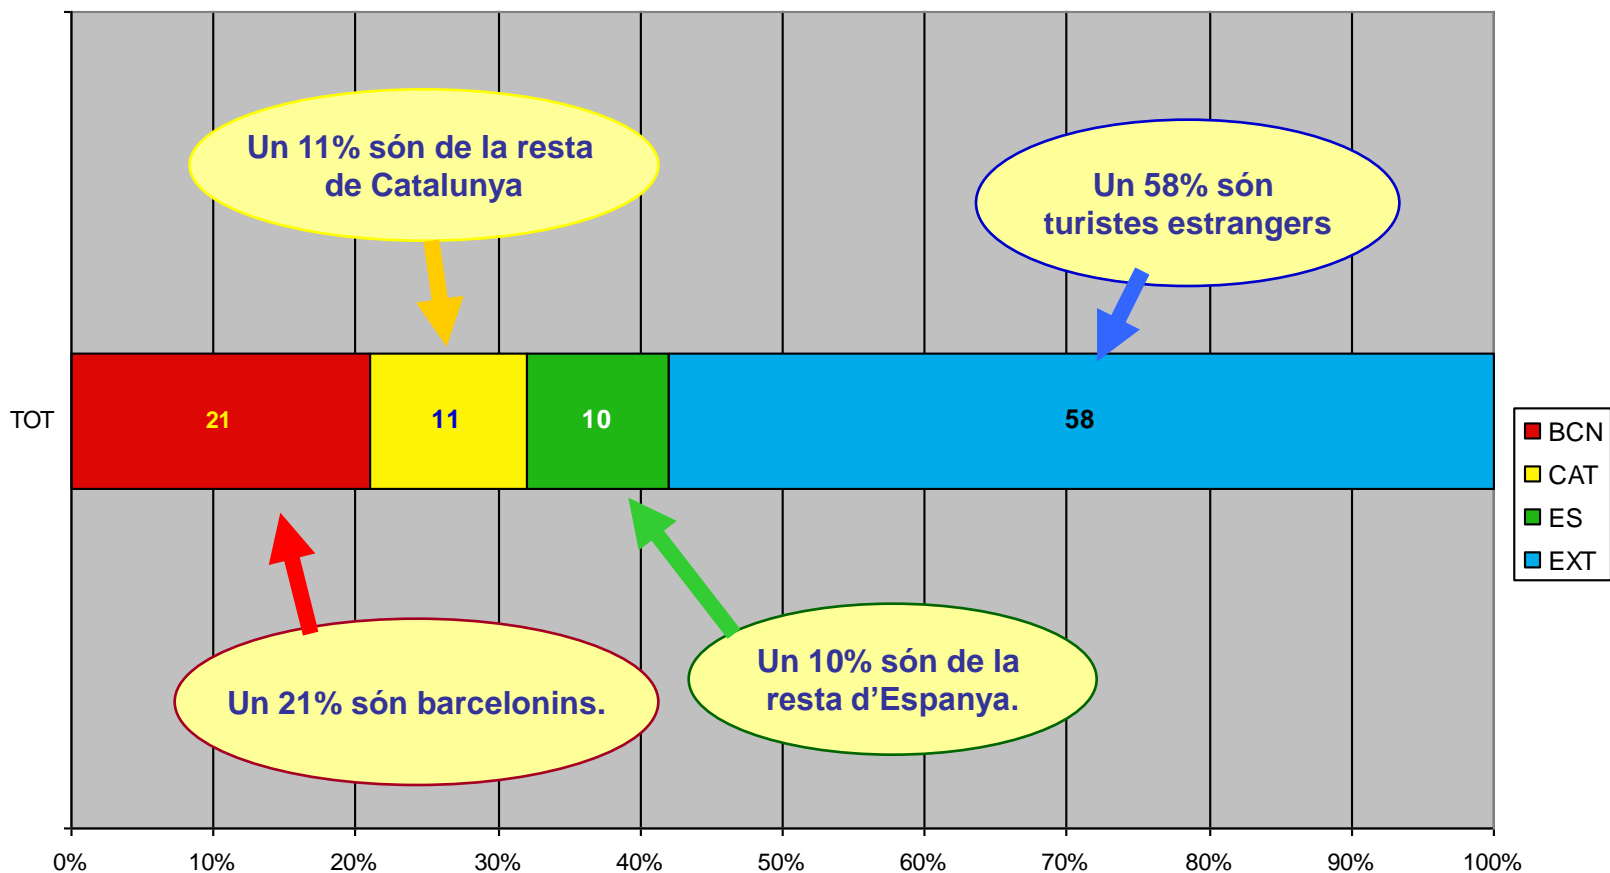 Un 11% són de la resta
de Catalunya
Un 58% són
turistes estrangers
TOT
21
11
10
58
BCN
CAT
ES
EXT
Un 21% són barcelonins.
Un 10% són de la
resta d’Espanya.
0%
10%
20%
30%
40%
50%
60%
70%
80%
90%
100%